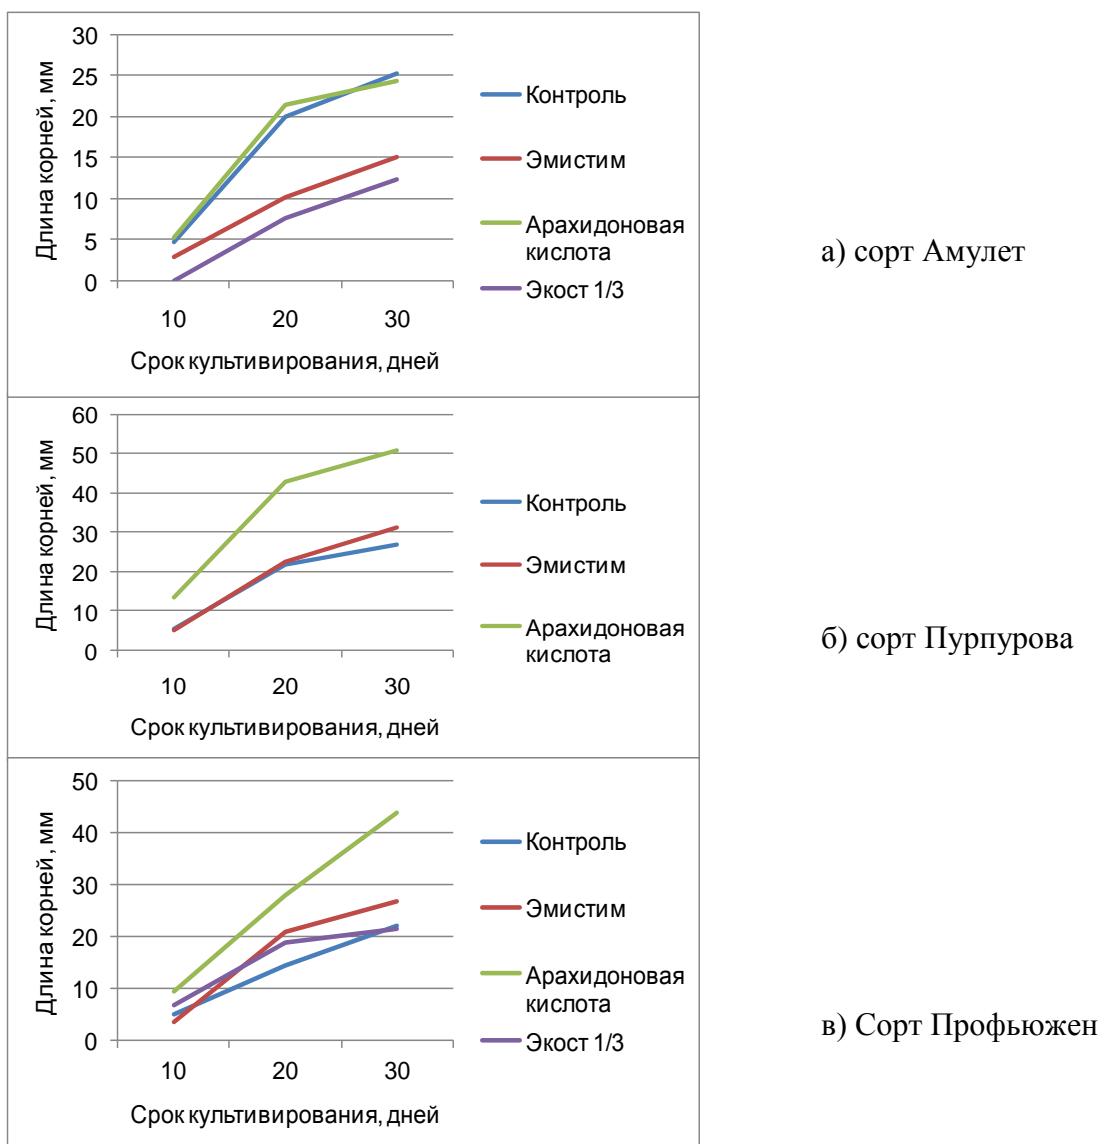 30
25
20
15
10
5
0
10 20 30
Длина корней, мм
Срок культивирования, дней
Контроль
Эмистим
Арахидоновая
кислота
Экост 1/3
а) сорт Амулет
60
50
40
30
20
10
0
10 20 30
Длина корней, мм
Срок культивирования, дней
Контроль
Эмистим
Арахидоновая
кислота
б) сорт Пурпурова
50
40
30
20
10
0
10 20 30
Длина корней, мм
Срок культивирования, дней
Контроль
Эмистим
Арахидоновая
кислота
Экост 1/3
в) Сорт Профьюжен